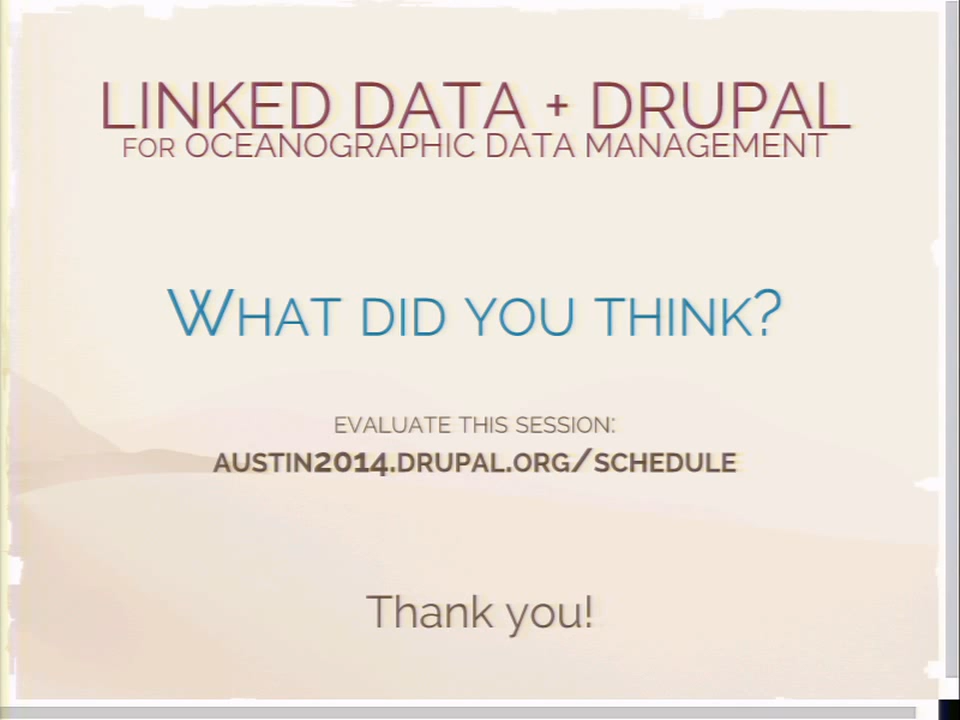 LINKED DATA + DRUPAL
FOR OCEANOGRAPHIC DATA MANAGEMENT
WHAT DID YOU THINK?
EVALUATE THIS SESSION:
AUSTIN2014.DRUPAL.ORG/SCHEDULE
Thank you!